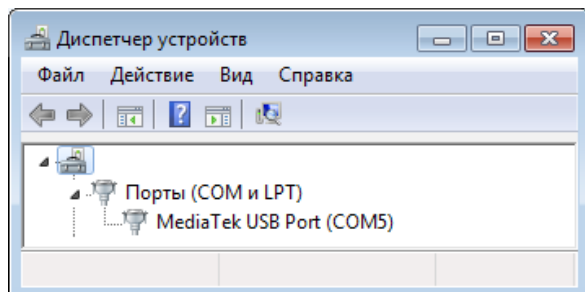 Диспетчер устройств
Файл Действие Вид Справка
Порты (COM и LPT)
MediaTek USB Port (COM5)